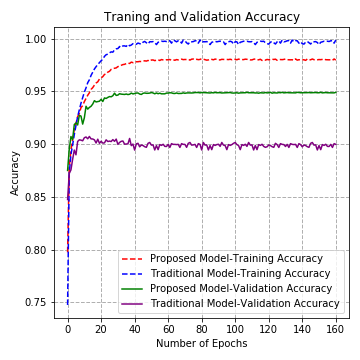 Traning and Validation Accuracy
1.00
0.95
0.90
0.85
0.80
0.75
Accuracy
Proposed Model-Training Accuracy
Traditional Model-Training Accuracy
Proposed Model-Validation Accuracy
Traditional Model-Validation Accuracy
0 20 40 60 80 100 120 140 160
Number of Epochs